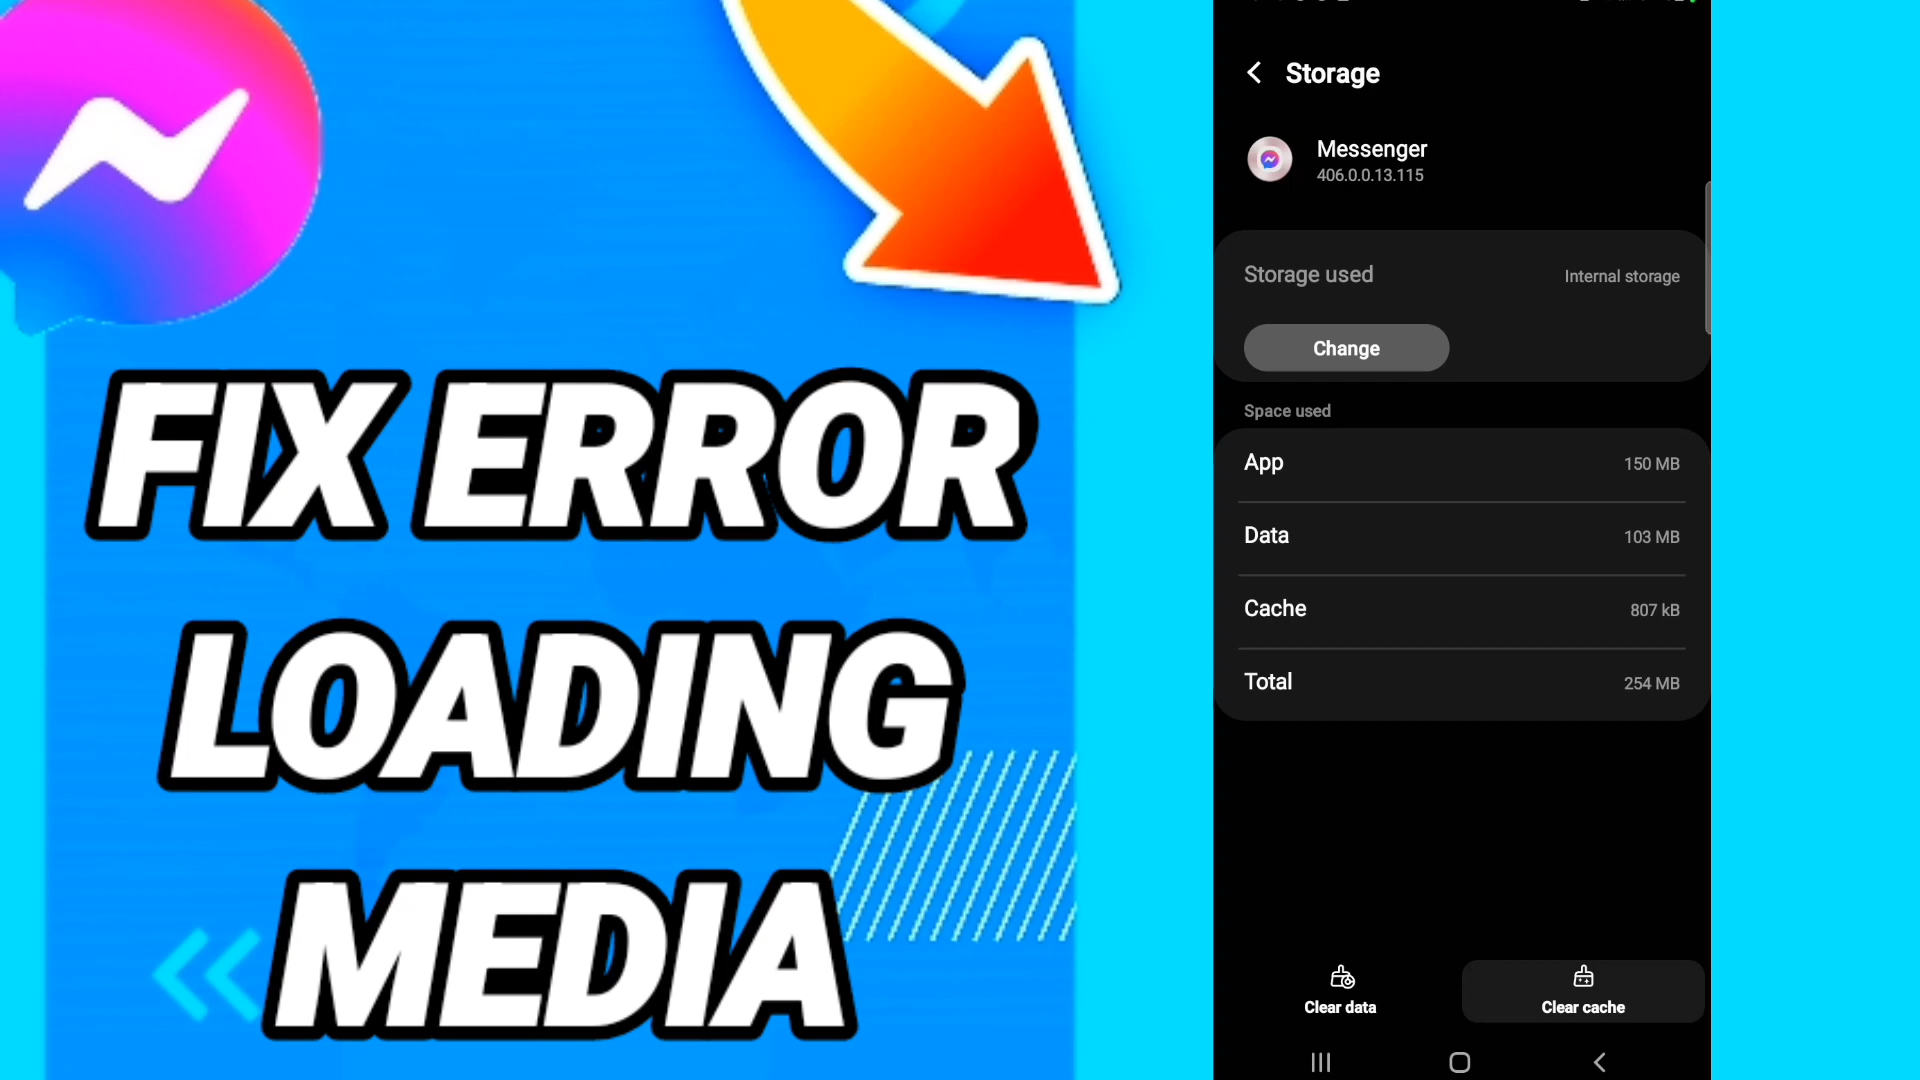 FIX ERROR
LOADING
MEDIA
Storage
Messenger
406.0.0.13.115
Storage used
Internal storage
Change
Space used
App
150 MB
Data
103 MB
Cache
807 kB
Total
254 MB
Clear data
Clear cache